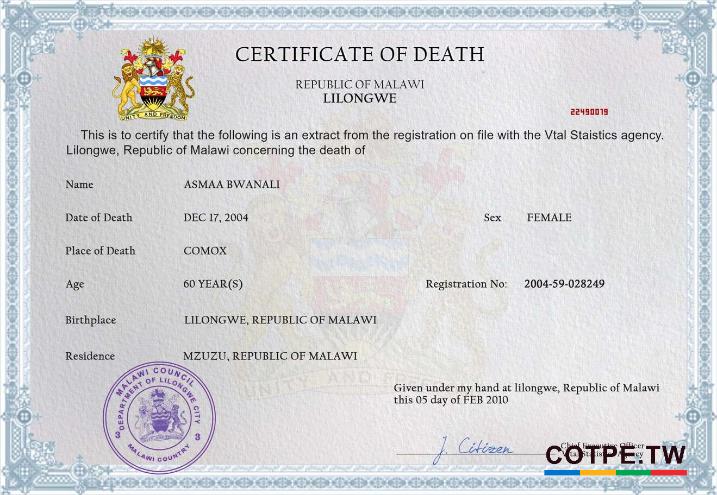 CERTIFICATE OF DEATH
REPUBLIC OF MALAWI
LILONGWE
UNITY AND FREEDOM
22490079
This is to certify that the following is an extract from the registration on file with the Vtal Staistics agency.
Lilongwe, Republic of Malawi concerning the death of
Name ASMAA BWANALI
Date of Death DEC 17, 2004 Sex FEMALE
Place of Death COMOX
Age 60 YEAR(S) Registration No: 2004-59-028249
Birthplace LILONGWE, REPUBLIC OF MALAWI
Residence MZUZU, REPUBLIC OF MALAWI
MALAWI COUNCIL
DEPARTMENT OF LILONGWE CITY
3 3
MALAWI COUNTRY
Given under my hand at lilongwe, Republic of Malawi
this 05 day of FEB 2010
J. Citizen
Chief Executive Officer
COTPE.TW